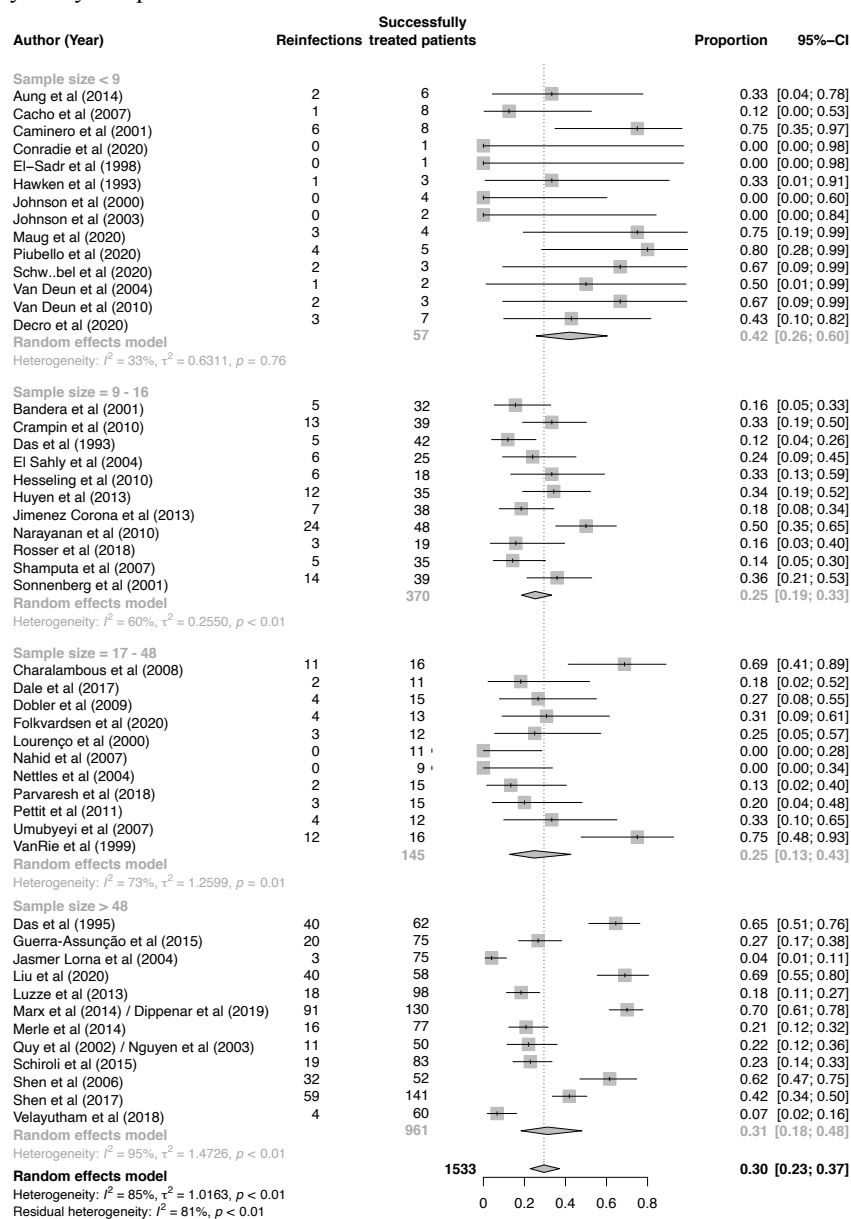 Successfully
Author (Year) Reinfections treated patients Proportion 95%−CI
Sample size < 9
Aung et al (2014) 2 6 0.33 [0.04; 0.78]
Cacho et al (2007) 1 8 0.12 [0.00; 0.53]
Caminero et al (2001) 6 8 0.75 [0.35; 0.97]
Conradie et al (2020) 0 1 0.00 [0.00; 0.98]
El−Sadr et al (1998) 0 1 0.00 [0.00; 0.98]
Hawken et al (1993) 1 3 0.33 [0.01; 0.91]
Johnson et al (2000) 0 4 0.00 [0.00; 0.60]
Johnson et al (2003) 0 2 0.00 [0.00; 0.84]
Maug et al (2020) 3 4 0.75 [0.19; 0.99]
Piubello et al (2020) 4 5 0.80 [0.28; 0.99]
Schw..bel et al (2020) 2 3 0.67 [0.09; 0.99]
Van Deun et al (2004) 1 2 0.50 [0.01; 0.99]
Van Deun et al (2010) 2 3 0.67 [0.09; 0.99]
Decro et al (2020) 3 7 0.43 [0.10; 0.82]
Random effects model 57 0.42 [0.26; 0.60]
Heterogeneity: I² = 33%, τ² = 0.6311, p = 0.76
Sample size = 9 - 16
Bandera et al (2001) 5 32 0.16 [0.05; 0.33]
Crampin et al (2010) 13 39 0.33 [0.19; 0.50]
Das et al (1993) 5 42 0.12 [0.04; 0.26]
El Sahly et al (2004) 6 25 0.24 [0.09; 0.45]
Hesseling et al (2010) 6 18 0.33 [0.13; 0.59]
Huyen et al (2013) 12 35 0.34 [0.19; 0.52]
Jimenez Corona et al (2013) 7 38 0.18 [0.08; 0.34]
Narayanan et al (2010) 24 48 0.50 [0.35; 0.65]
Rosser et al (2018) 3 19 0.16 [0.03; 0.40]
Shamputa et al (2007) 5 35 0.14 [0.05; 0.30]
Sonnenberg et al (2001) 14 39 0.36 [0.21; 0.53]
Random effects model 370 0.25 [0.19; 0.33]
Heterogeneity: I² = 60%, τ² = 0.2550, p < 0.01
Sample size = 17 - 48
Charalambous et al (2008) 11 16 0.69 [0.41; 0.89]
Dale et al (2017) 2 11 0.18 [0.02; 0.52]
Dobler et al (2009) 4 15 0.27 [0.08; 0.55]
Folkvardsen et al (2020) 4 13 0.31 [0.09; 0.61]
Lourenço et al (2000) 3 12 0.25 [0.05; 0.57]
Nahid et al (2007) 0 11 0.00 [0.00; 0.28]
Nettles et al (2004) 0 9 0.00 [0.00; 0.34]
Parvaresh et al (2018) 2 15 0.13 [0.02; 0.40]
Pettit et al (2011) 3 15 0.20 [0.04; 0.48]
Umubyeyi et al (2007) 4 12 0.33 [0.10; 0.65]
VanRie et al (1999) 12 16 0.75 [0.48; 0.93]
Random effects model 145 0.25 [0.13; 0.43]
Heterogeneity: I² = 73%, τ² = 1.2599, p = 0.01
Sample size > 48
Das et al (1995) 40 62 0.65 [0.51; 0.76]
Guerra-Assunção et al (2015) 20 75 0.27 [0.17; 0.38]
Jasmer Lorna et al (2004) 3 75 0.04 [0.01; 0.11]
Liu et al (2020) 40 58 0.69 [0.55; 0.80]
Luzze et al (2013) 18 98 0.18 [0.11; 0.27]
Marx et al (2014) / Dippenar et al (2019) 91 130 0.70 [0.61; 0.78]
Merle et al (2014) 16 77 0.21 [0.12; 0.32]
Quy et al (2002) / Nguyen et al (2003) 11 50 0.22 [0.12; 0.36]
Schiroli et al (2015) 19 83 0.23 [0.14; 0.33]
Shen et al (2006) 32 52 0.62 [0.47; 0.75]
Shen et al (2017) 59 141 0.42 [0.34; 0.50]
Velayutham et al (2018) 4 60 0.07 [0.02; 0.16]
Random effects model 961 0.31 [0.18; 0.48]
Heterogeneity: I² = 95%, τ² = 1.4726, p < 0.01
Random effects model 1533 0.30 [0.23; 0.37]
Heterogeneity: I² = 85%, τ² = 1.0163, p < 0.01
Residual heterogeneity: I² = 81%, p < 0.01
0 0.2 0.4 0.6 0.8